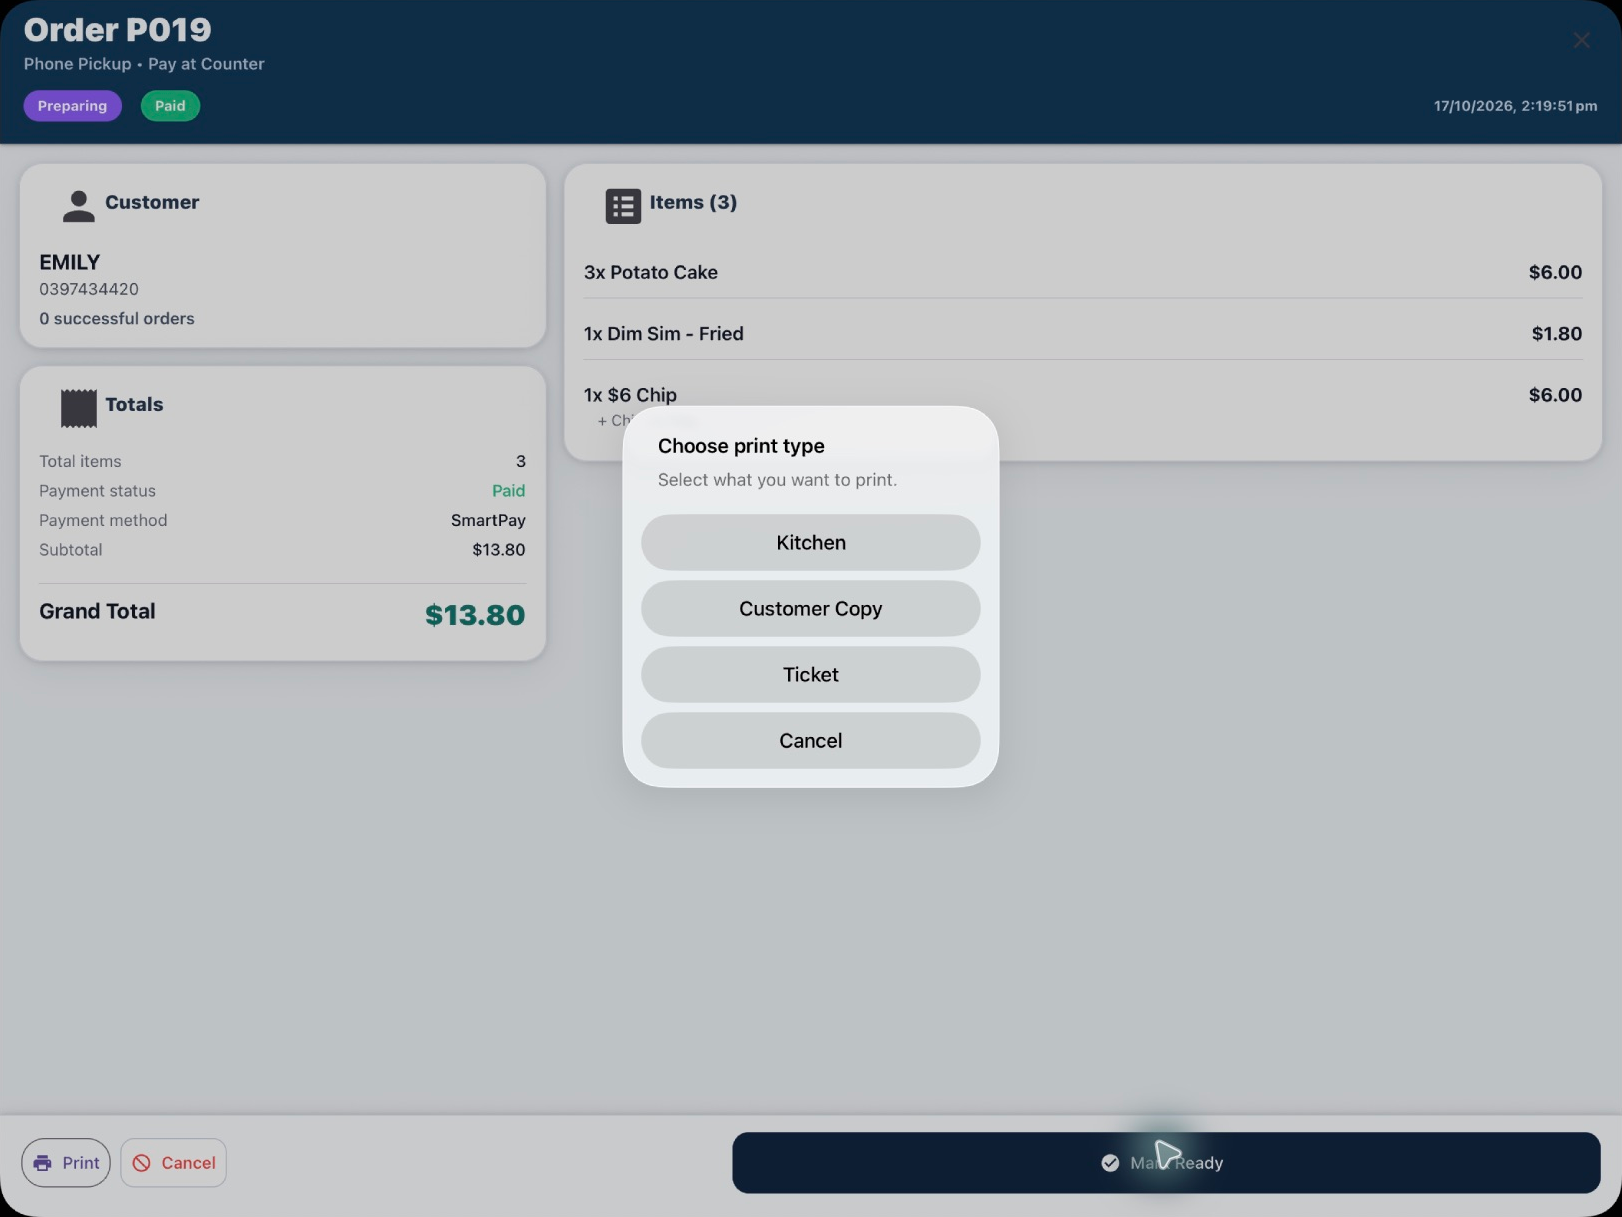 Order P019
Phone Pickup • Pay at Counter
Preparing
Paid
17/10/2026, 2:19:51 pm
Customer
EMILY
0397434420
0 successful orders
Totals
Total items 3
Payment status Paid
Payment method SmartPay
Subtotal $13.80
Grand Total $13.80
Items (3)
3x Potato Cake $6.00
1x Dim Sim - Fried $1.80
1x $6 Chip $6.00
Choose print type
Select what you want to print.
Kitchen
Customer Copy
Ticket
Cancel
Print
Cancel
Mark Ready